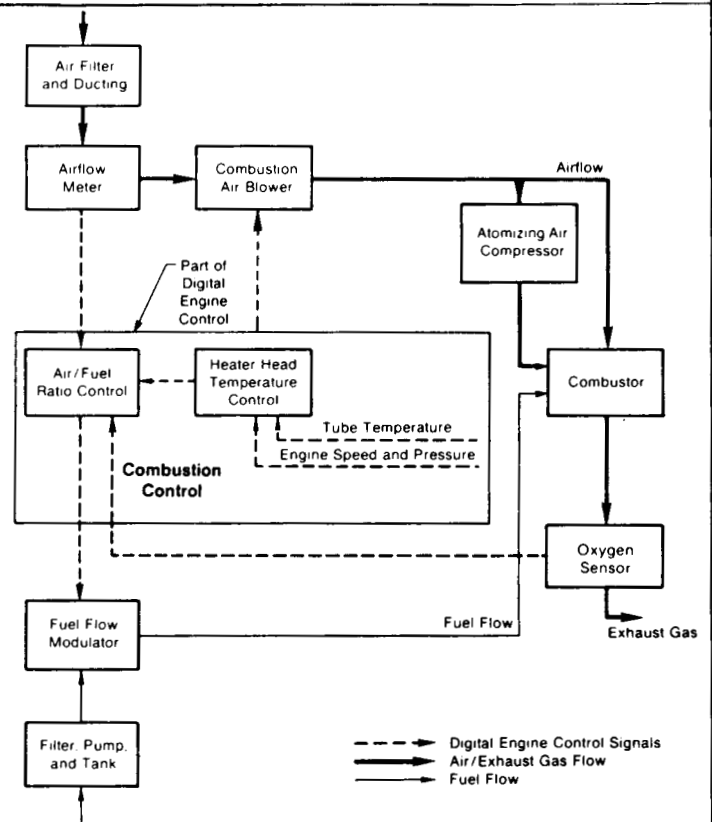 Air Filter
and Ducting
Airflow
Meter
Combustion
Air Blower
Airflow
Atomizing Air
Compressor
Part of
Digital
Engine
Control
Air/Fuel
Ratio Control
Heater Head
Temperature
Control
Combustor
Tube Temperature
Engine Speed and Pressure
Combustion
Control
Oxygen
Sensor
Fuel Flow
Modulator
Fuel Flow
Exhaust Gas
Filter, Pump,
and Tank
Digital Engine Control Signals
Air/Exhaust Gas Flow
Fuel Flow